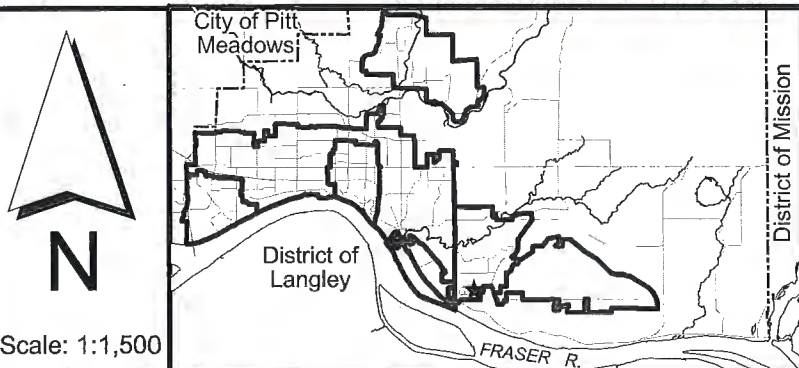 N
Scale: 1:1,500
City of Pitt
Meadows
District of
Langley
FRASER R.
District of Mission